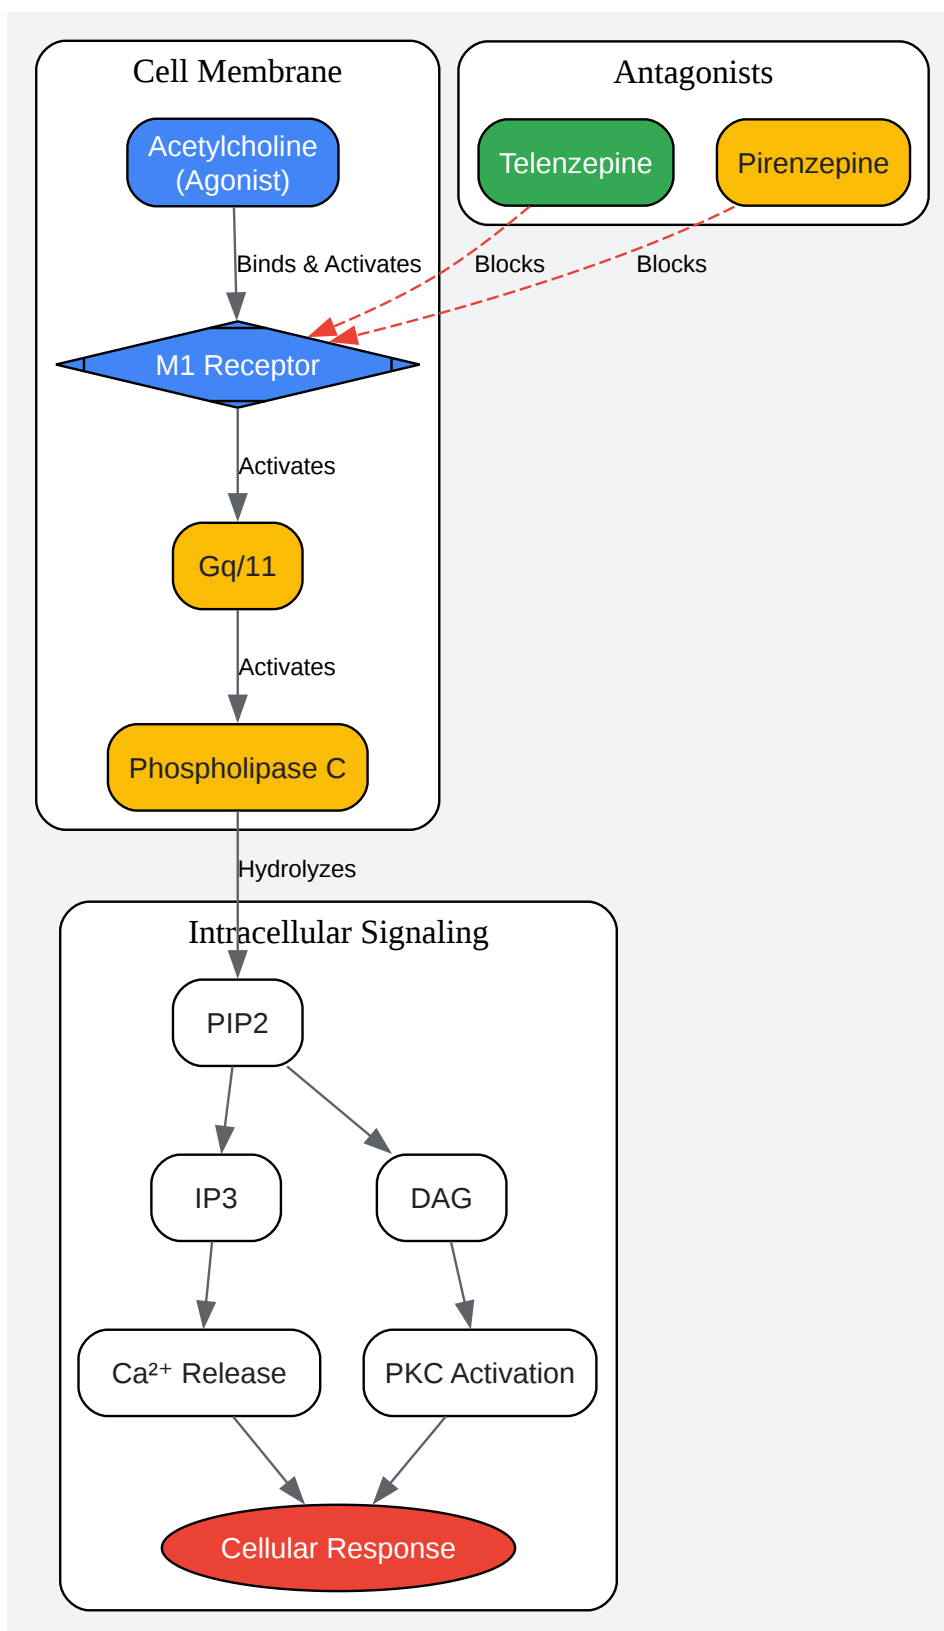 Cell Membrane
Antagonists
Acetylcholine
(Agonist)
Telenzepine
Pirenzepine
Binds & Activates
Blocks
Blocks
M1 Receptor
Activates
Gq/11
Activates
Phospholipase C
Hydrolyzes
Intracellular Signaling
PIP2
IP3
DAG
Ca²⁺ Release
PKC Activation
Cellular Response